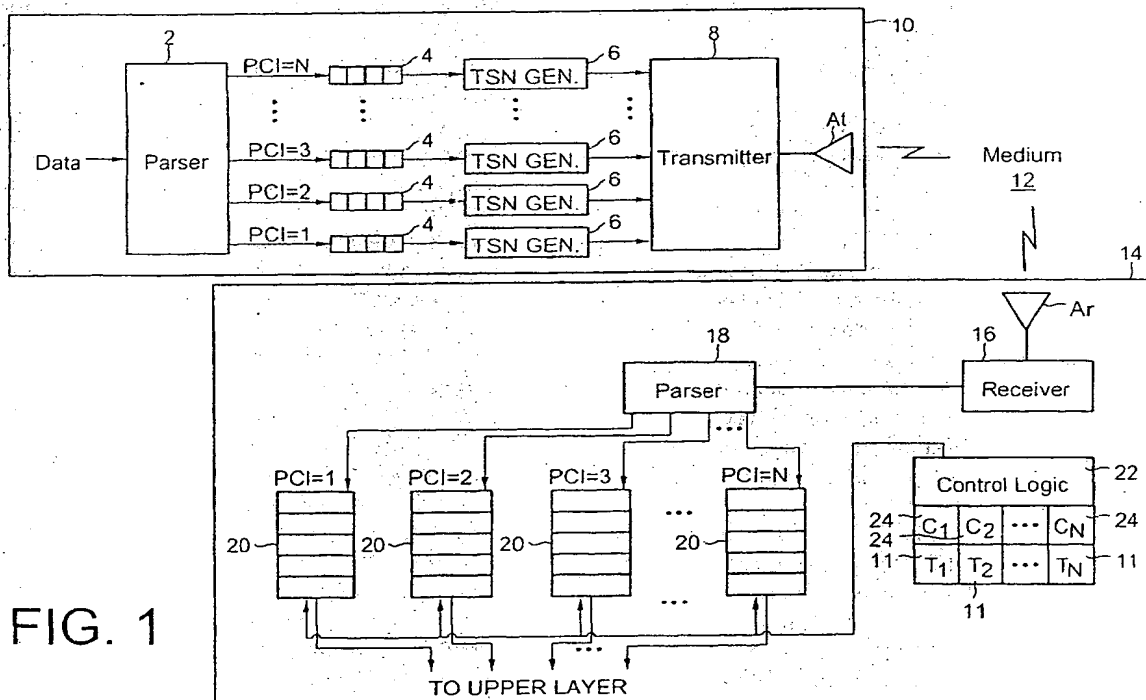 10
2
8
PCI=N
4
TSN GEN.
6
Data
Parser
PCI=3
4
TSN GEN.
6
Transmitter
At
Medium
12
PCI=2
4
TSN GEN.
6
PCI=1
4
TSN GEN.
6
14
Ar
18
16
Parser
Receiver
PCI=1
PCI=2
PCI=3
PCI=N
20
20
20
20
Control Logic
22
24
C1
24
C2
CN
24
11
T1
T2
TN
11
11
FIG. 1
TO UPPER LAYER